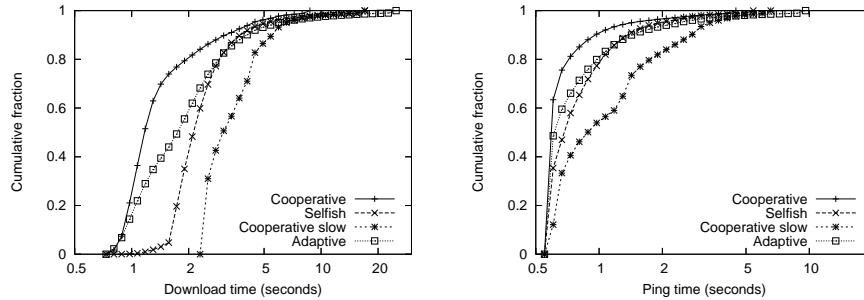 1
0.8
0.6
0.4
0.2
0
Cumulative fraction
Cooperative
Selfish
Cooperative slow
Adaptive
0.5 1 2 5 10 20
Download time (seconds)
1
0.8
0.6
0.4
0.2
0
Cumulative fraction
Cooperative
Selfish
Cooperative slow
Adaptive
0.5 1 2 5 10
Ping time (seconds)